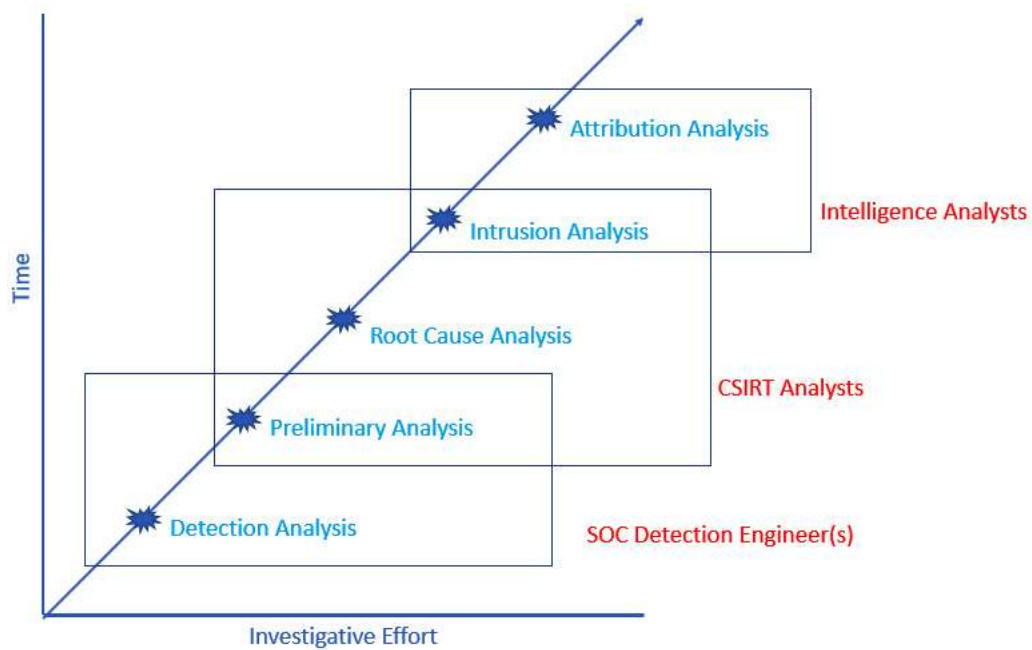 Attribution Analysis
Intelligence Analysts
Intrusion Analysis
Time
Root Cause Analysis
CSIRT Analysts
Preliminary Analysis
Detection Analysis
SOC Detection Engineer(s)
Investigative Effort